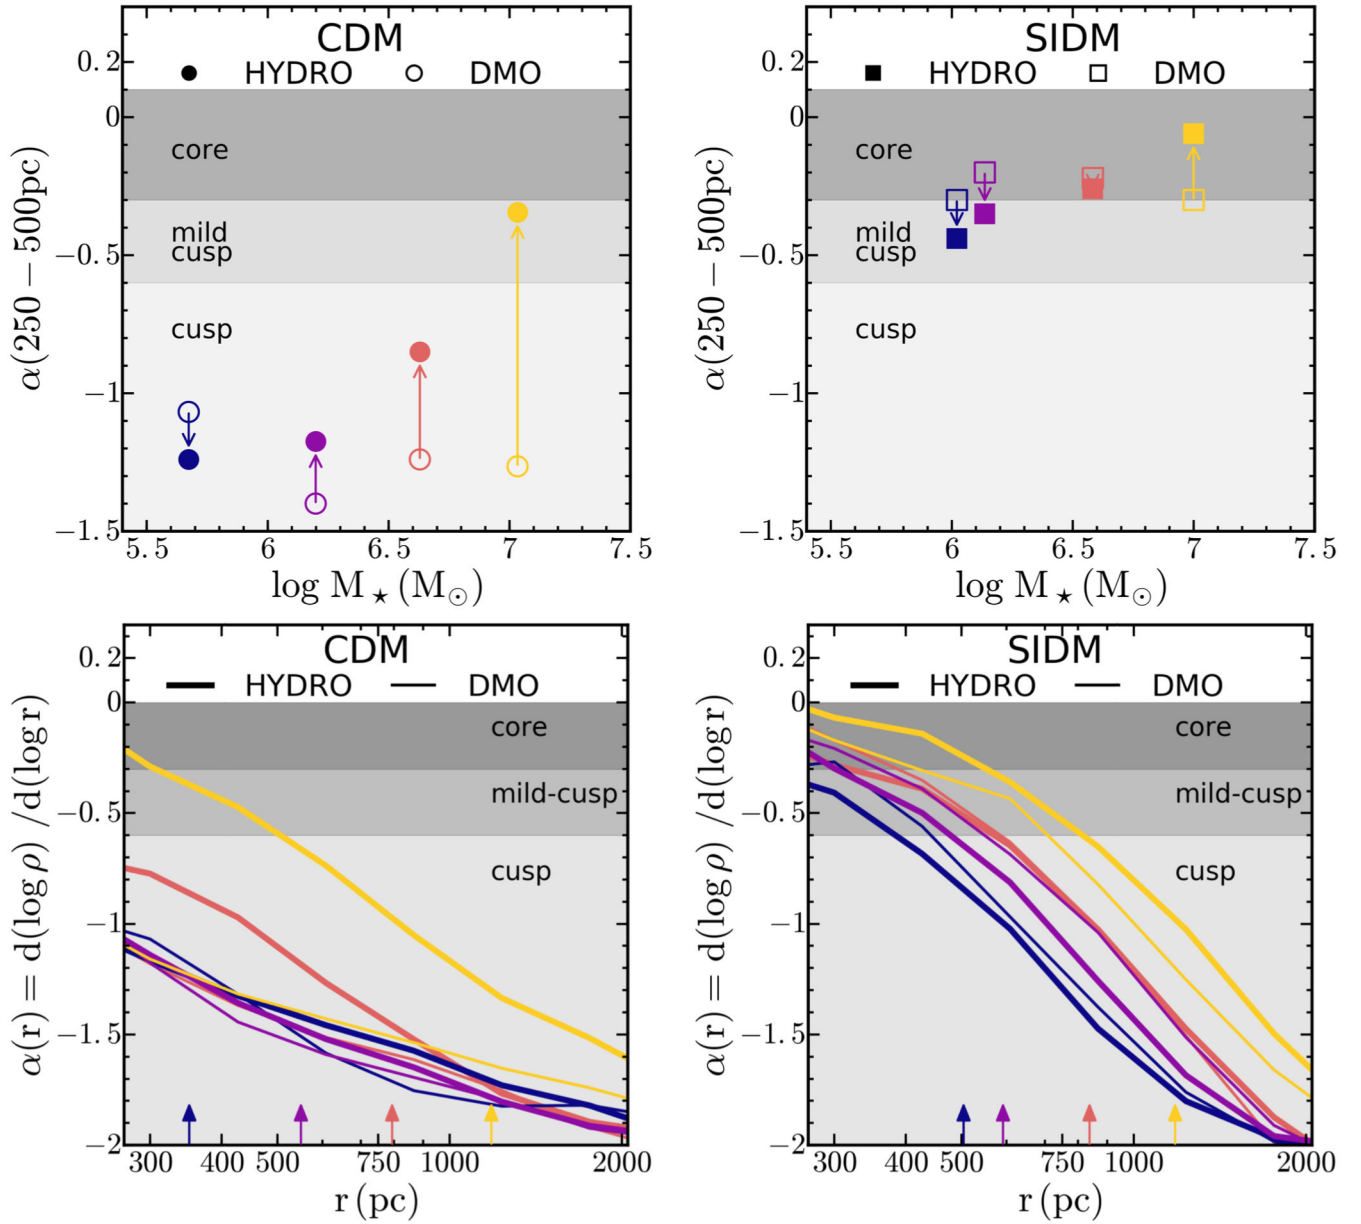 CDM
HYDRO DMO
0.2
0
−0.5
−1
−1.5
core
mild
cusp
cusp
α(250−500pc)
5.5 6 6.5 7 7.5
log M⋆(M☉)
SIDM
HYDRO DMO
0.2
0
−0.5
−1
−1.5
core
mild
cusp
cusp
α(250−500pc)
5.5 6 6.5 7 7.5
log M⋆(M☉)
CDM
HYDRO DMO
0.2
0
−0.5
−1
−1.5
−2
core
mild-cusp
cusp
α(r) = d(log ρ) /d(log r)
300 400 500 750 1000 2000
r (pc)
SIDM
HYDRO DMO
0.2
0
−0.5
−1
−1.5
−2
core
mild-cusp
cusp
α(r) = d(log ρ) /d(log r)
300 400 500 750 1000 2000
r (pc)